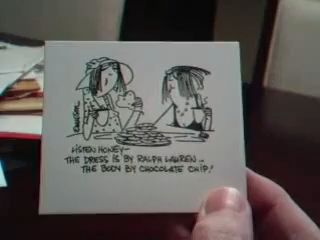 LISTEN HONEY—
THE DRESS IS BY RALPH LAUREN...
THE BODY BY CHOCOLATE CHIP!